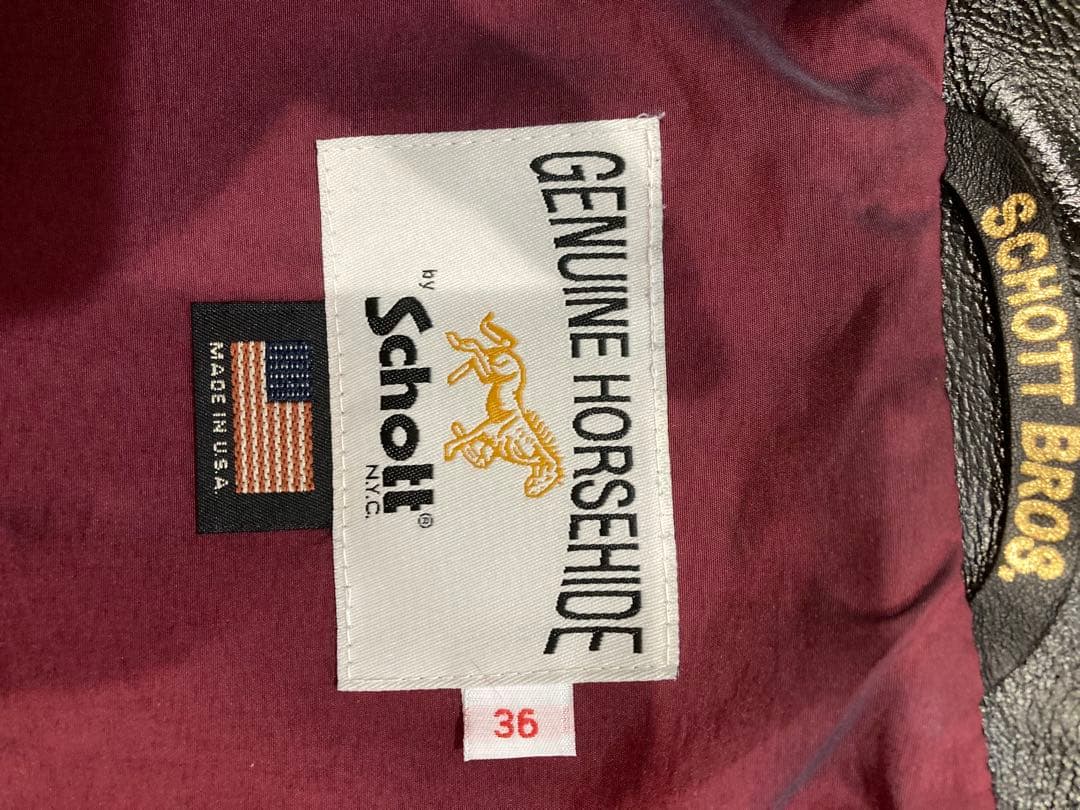 SCHOTT BROS.
GENUINE HORSEHIDE
by
Schott®
N.Y.C.
MADE IN U.S.A.
36